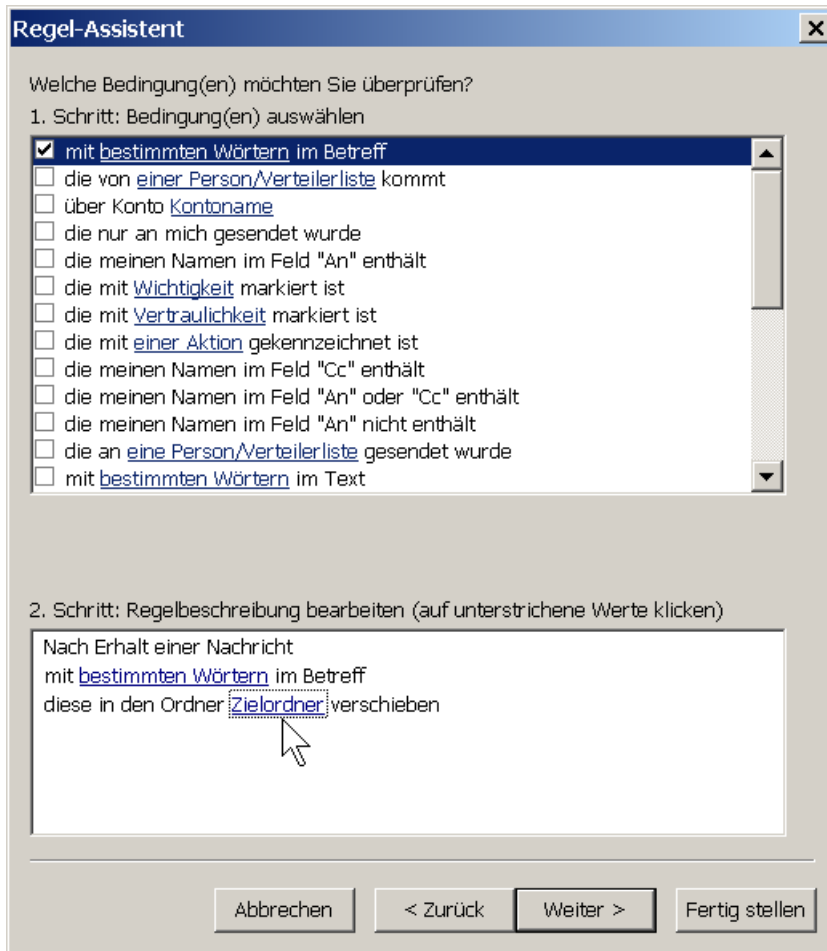 Regel-Assistent
Welche Bedingung(en) möchten Sie überprüfen?
1. Schritt: Bedingung(en) auswählen
mit bestimmten Wörtern im Betreff
die von einer Person/Verteilerliste kommt
über Konto Kontoname
die nur an mich gesendet wurde
die meinen Namen im Feld "An" enthält
die mit Wichtigkeit markiert ist
die mit Vertraulichkeit markiert ist
die mit einer Aktion gekennzeichnet ist
die meinen Namen im Feld "Cc" enthält
die meinen Namen im Feld "An" oder "Cc" enthält
die meinen Namen im Feld "An" nicht enthält
die an eine Person/Verteilerliste gesendet wurde
mit bestimmten Wörtern im Text
2. Schritt: Regelbeschreibung bearbeiten (auf unterstrichene Werte klicken)
Nach Erhalt einer Nachricht
mit bestimmten Wörtern im Betreff
diese in den Ordner Zielordner verschieben
Abbrechen < Zurück Weiter > Fertig stellen